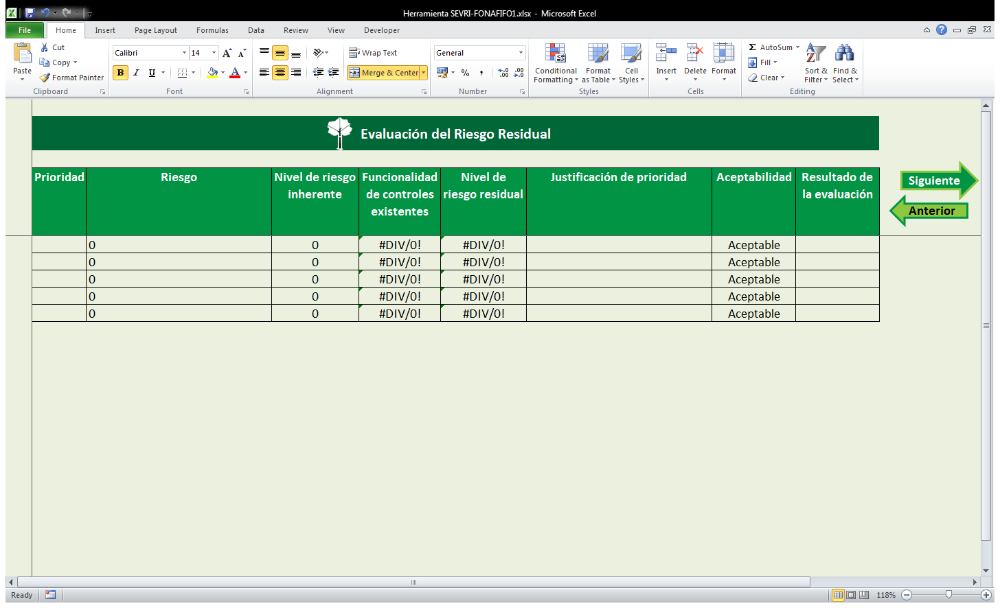 Herramienta SEVRI-FONAFIFO1.xlsx - Microsoft Excel
File Home Insert Page Layout Formulas Data Review View Developer
Paste
Cut
Copy
Format Painter
Clipboard
Calibri 14
B I U
Font
Wrap Text
Merge & Center
Alignment
General
% ,
Number
Conditional Formatting
Format as Table
Cell Styles
Styles
Insert Delete Format
Cells
Σ AutoSum
Fill
Clear
Sort & Filter
Find & Select
Editing
Evaluación del Riesgo Residual
Prioridad
Riesgo
Nivel de riesgo inherente
Funcionalidad de controles existentes
Nivel de riesgo residual
Justificación de prioridad
Aceptabilidad
Resultado de la evaluación
Siguiente
Anterior
0 0 #DIV/0! #DIV/0! Aceptable
0 0 #DIV/0! #DIV/0! Aceptable
0 0 #DIV/0! #DIV/0! Aceptable
0 0 #DIV/0! #DIV/0! Aceptable
0 0 #DIV/0! #DIV/0! Aceptable
Ready
118%